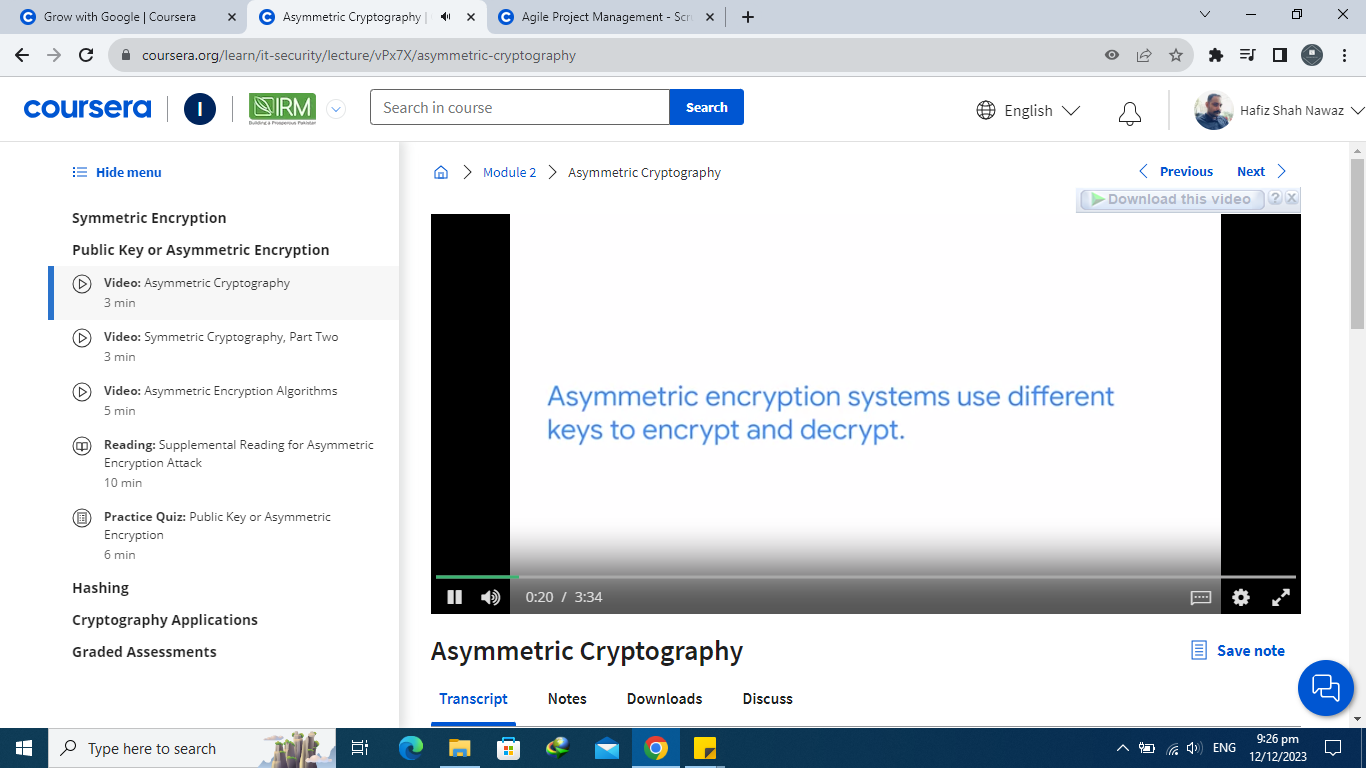 Grow with Google | Coursera
Asymmetric Cryptography |
Agile Project Management - Scr
coursera.org/learn/it-security/lecture/vPx7X/asymmetric-cryptography
coursera
I
IRM
Building a Prosperous Pakistan
Search in course
Search
English
Hafiz Shah Nawaz
Hide menu
Symmetric Encryption
Public Key or Asymmetric Encryption
Video: Asymmetric Cryptography
3 min
Video: Symmetric Cryptography, Part Two
3 min
Video: Asymmetric Encryption Algorithms
5 min
Reading: Supplemental Reading for Asymmetric
Encryption Attack
10 min
Practice Quiz: Public Key or Asymmetric
Encryption
6 min
Hashing
Cryptography Applications
Graded Assessments
Module 2
Asymmetric Cryptography
Previous
Next
Download this video
?
X
Asymmetric encryption systems use different
keys to encrypt and decrypt.
0:20 / 3:34
Asymmetric Cryptography
Save note
Transcript
Notes
Downloads
Discuss
Type here to search
ENG
9:26 pm
12/12/2023